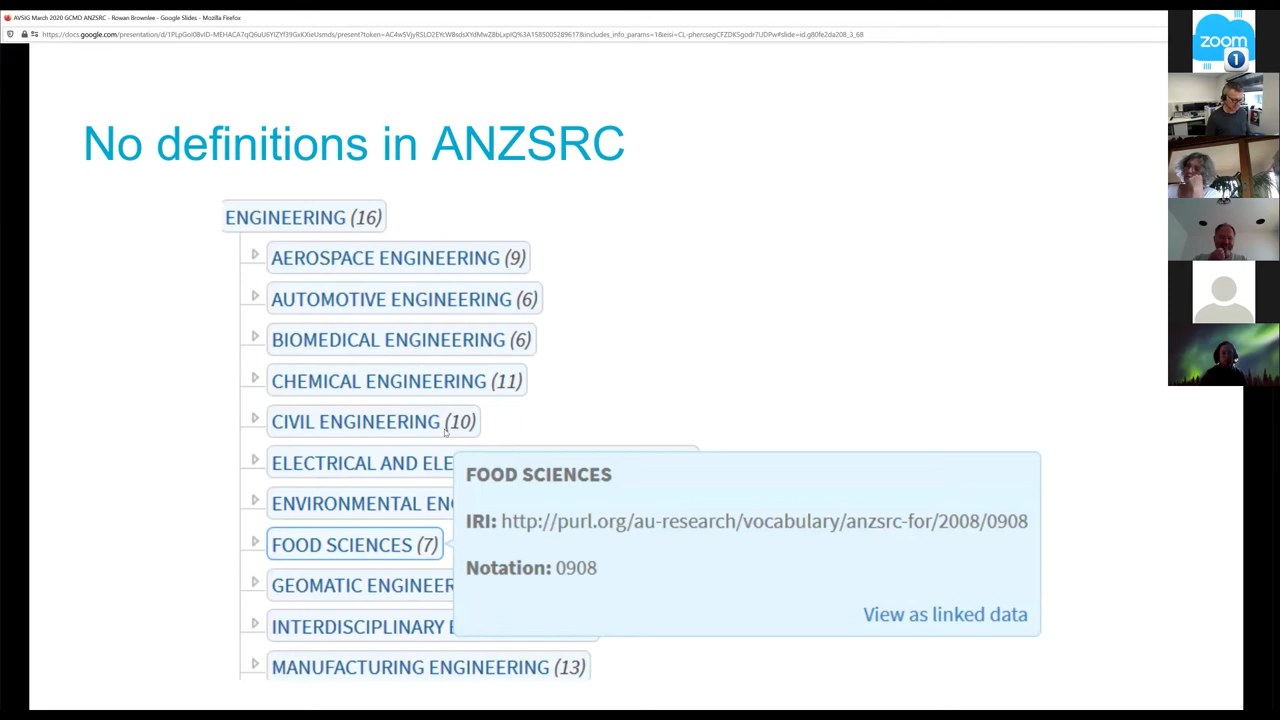 AVSIG March 2020 GCMD ANZSRC - Rowan Brownlee - Google Slides - Mozilla Firefox
No definitions in ANZSRC
ENGINEERING (16)
AEROSPACE ENGINEERING (9)
AUTOMOTIVE ENGINEERING (6)
BIOMEDICAL ENGINEERING (6)
CHEMICAL ENGINEERING (11)
CIVIL ENGINEERING (10)
ELECTRICAL AND ELE
ENVIRONMENTAL ENG
FOOD SCIENCES (7)
GEOMATIC ENGINEER
INTERDISCIPLINARY E
MANUFACTURING ENGINEERING (13)
FOOD SCIENCES
IRI: http://purl.org/au-research/vocabulary/anzsrc-for/2008/0908
Notation: 0908
View as linked data
zoom
1